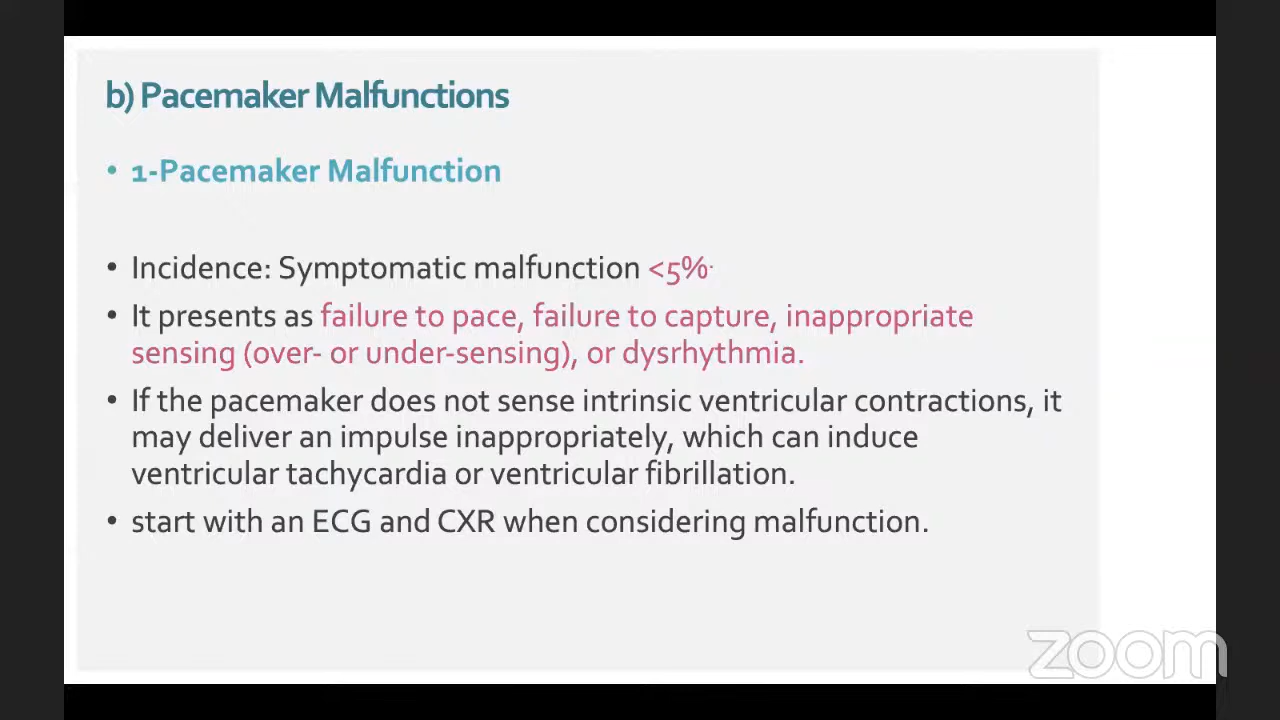 b) Pacemaker Malfunctions
• 1-Pacemaker Malfunction
• Incidence: Symptomatic malfunction <5%.
• It presents as failure to pace, failure to capture, inappropriate
sensing (over- or under-sensing), or dysrhythmia.
• If the pacemaker does not sense intrinsic ventricular contractions, it
may deliver an impulse inappropriately, which can induce
ventricular tachycardia or ventricular fibrillation.
• start with an ECG and CXR when considering malfunction.
zoom